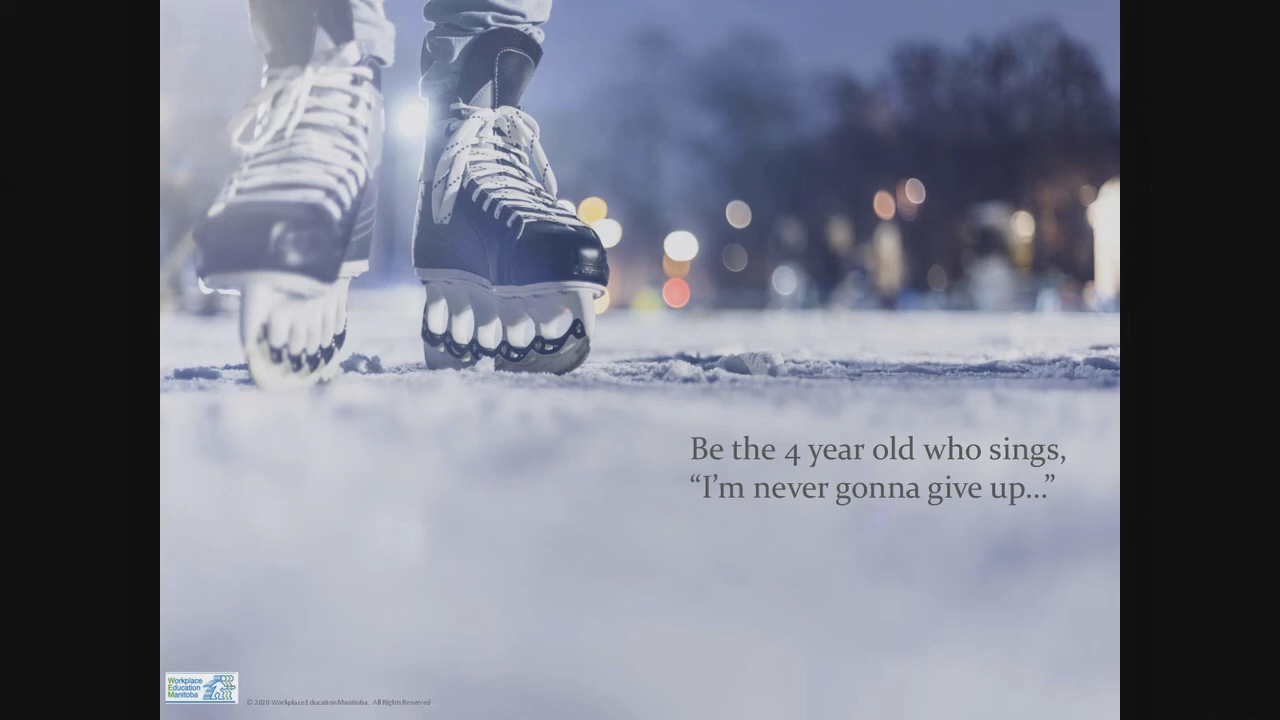 Be the 4 year old who sings,
“I’m never gonna give up...”
Workplace
Education
Manitoba
© 2020 Workplace Education Manitoba. All Rights Reserved